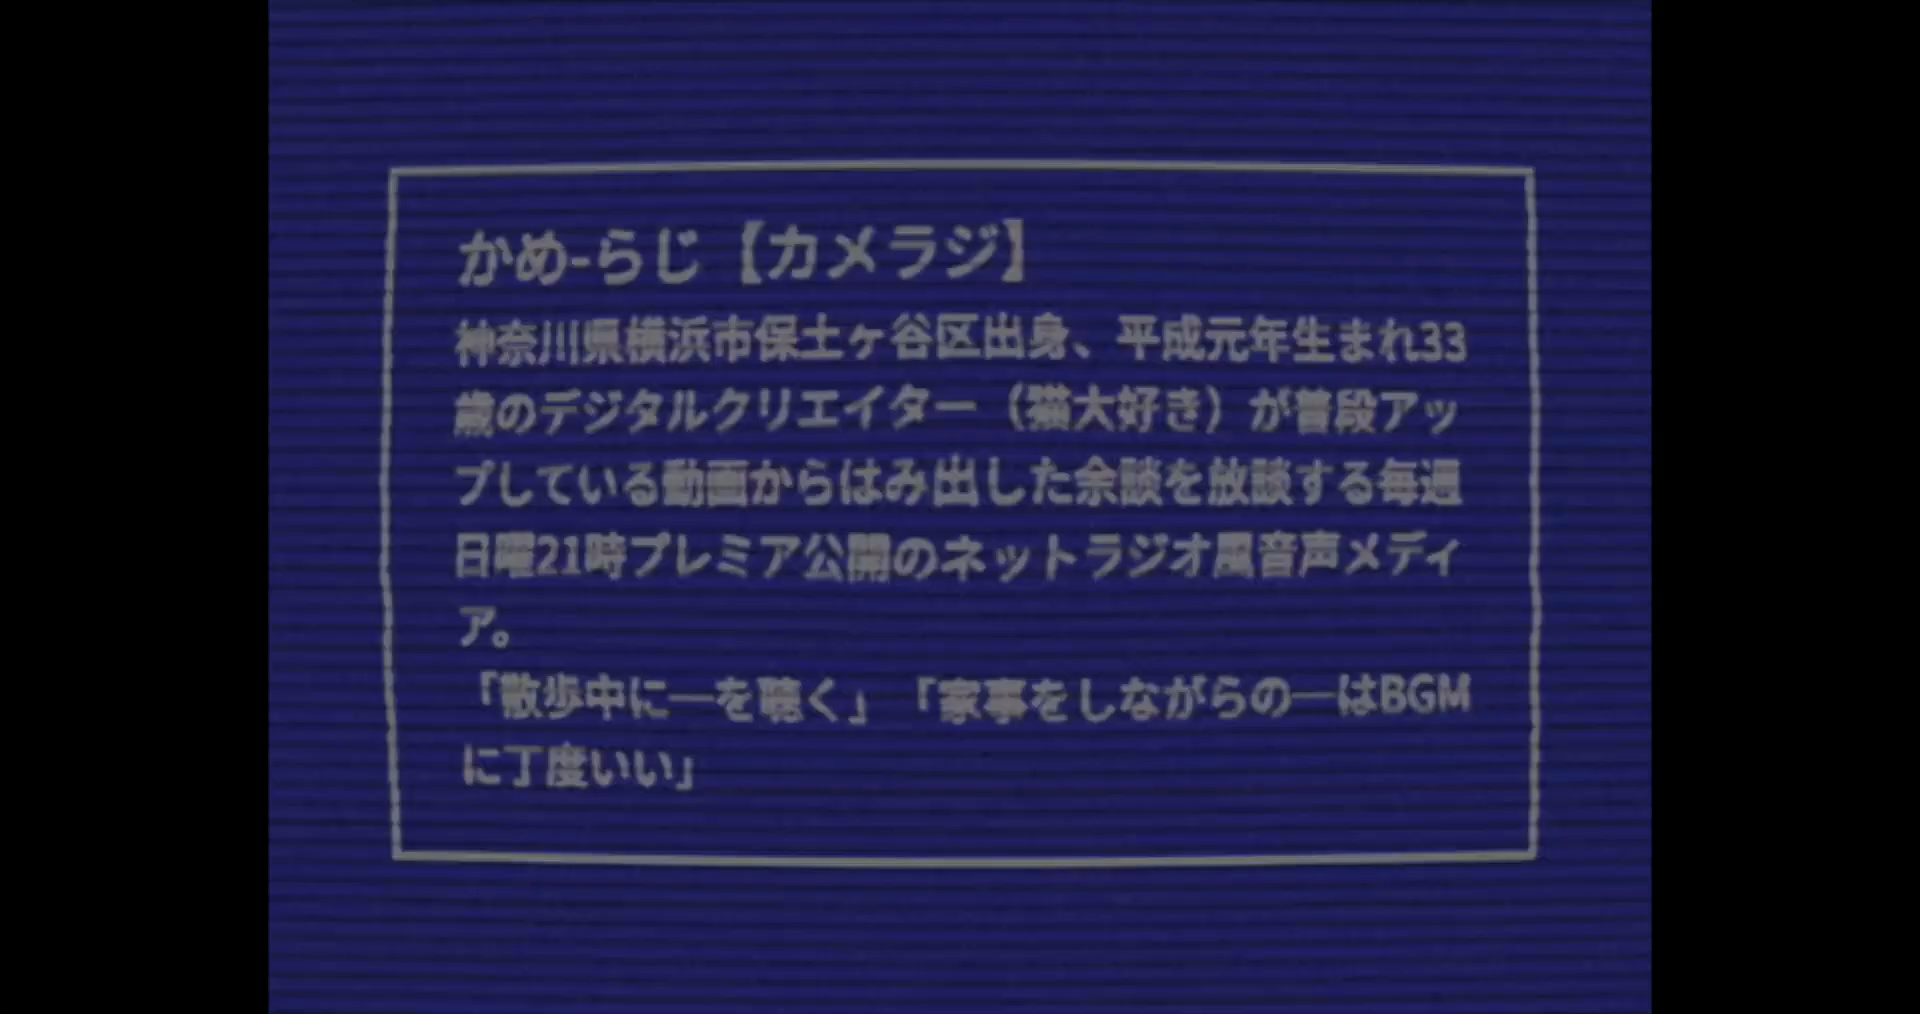 かめ-らじ【カメラジ】
神奈川県横浜市保土ヶ谷区出身、平成元年生まれ33
歳のデジタルクリエイター（猫大好き）が普段アッ
プしている動画からはみ出した余談を放談する毎週
日曜21時プレミア公開のネットラジオ風音声メディ
ア。
「散歩中に―を聴く」「家事をしながらの―はBGM
に丁度いい」